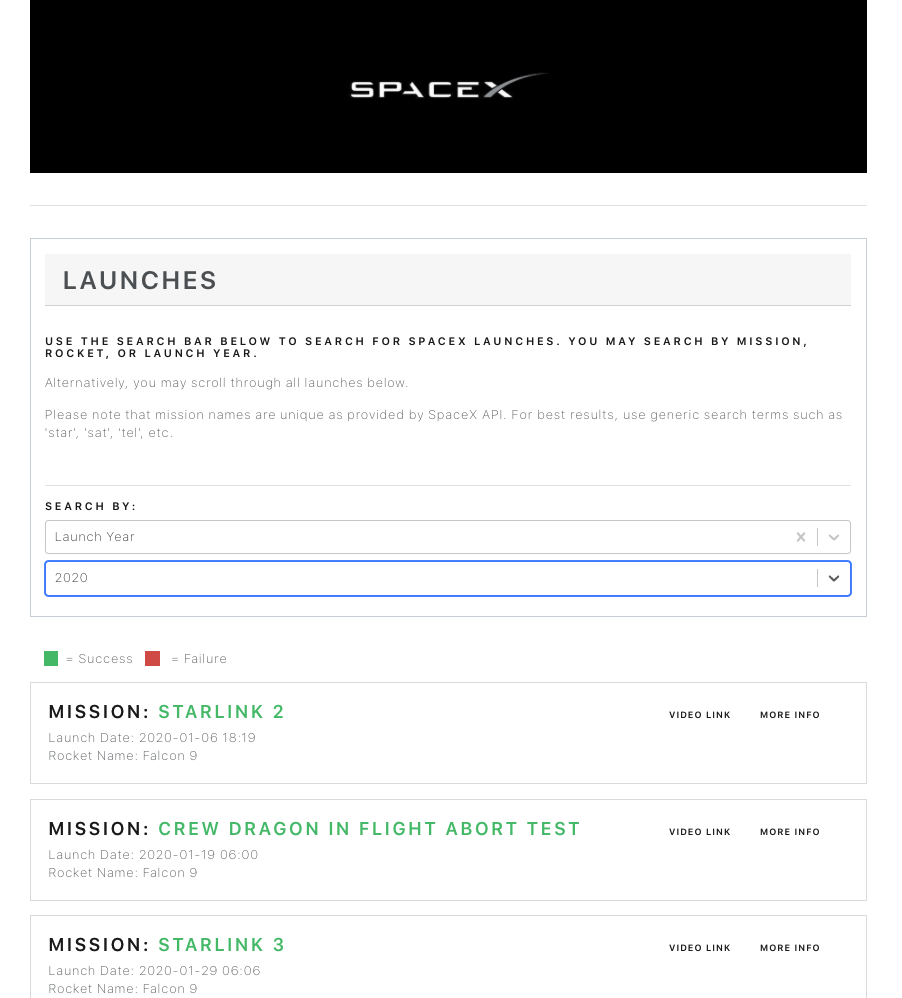 SPACEX
LAUNCHES
USE THE SEARCH BAR BELOW TO SEARCH FOR SPACEX LAUNCHES. YOU MAY SEARCH BY MISSION,
ROCKET, OR LAUNCH YEAR.
Alternatively, you may scroll through all launches below.
Please note that mission names are unique as provided by SpaceX API. For best results, use generic search terms such as
'star', 'sat', 'tel', etc.
SEARCH BY:
Launch Year
2020
= Success = Failure
MISSION: STARLINK 2 VIDEO LINK MORE INFO
Launch Date: 2020-01-06 18:19
Rocket Name: Falcon 9
MISSION: CREW DRAGON IN FLIGHT ABORT TEST VIDEO LINK MORE INFO
Launch Date: 2020-01-19 06:00
Rocket Name: Falcon 9
MISSION: STARLINK 3 VIDEO LINK MORE INFO
Launch Date: 2020-01-29 06:06
Rocket Name: Falcon 9